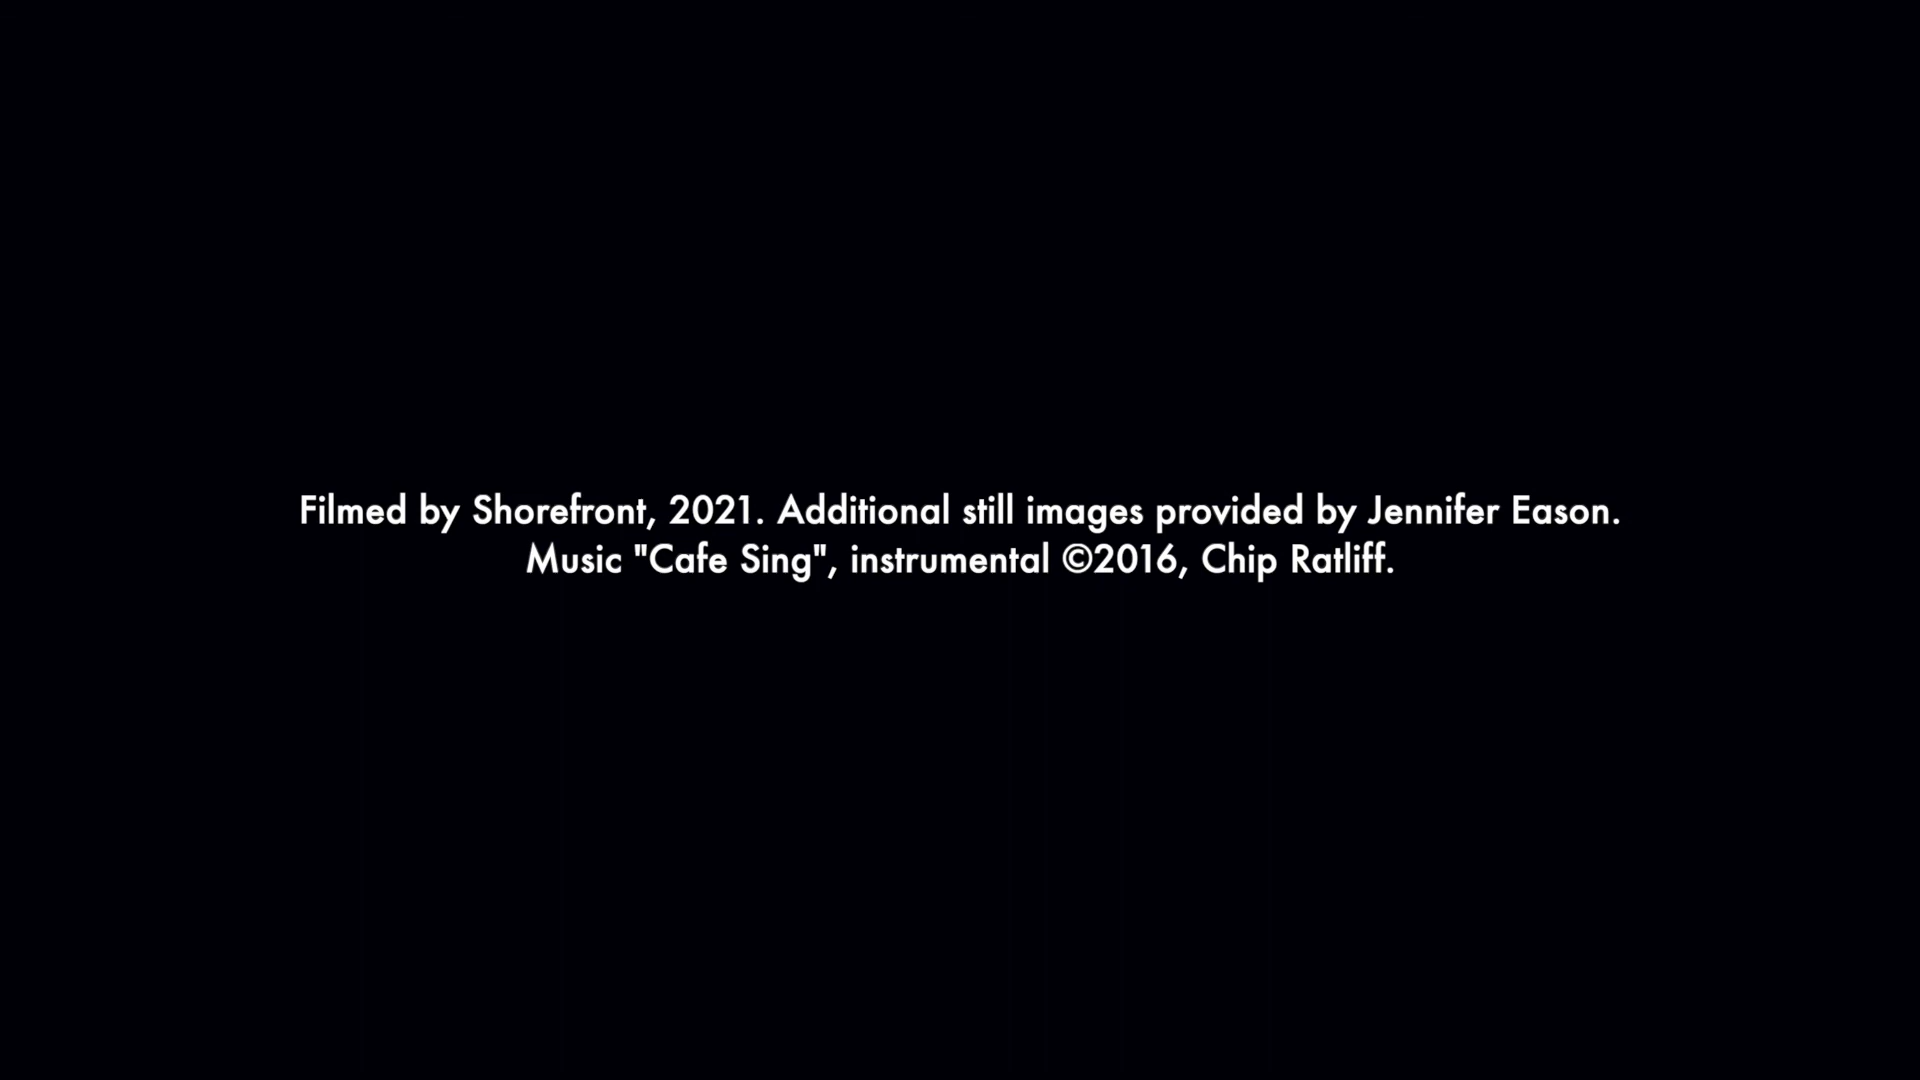 Filmed by Shorefront, 2021. Additional still images provided by Jennifer Eason.
Music "Cafe Sing", instrumental ©2016, Chip Ratliff.